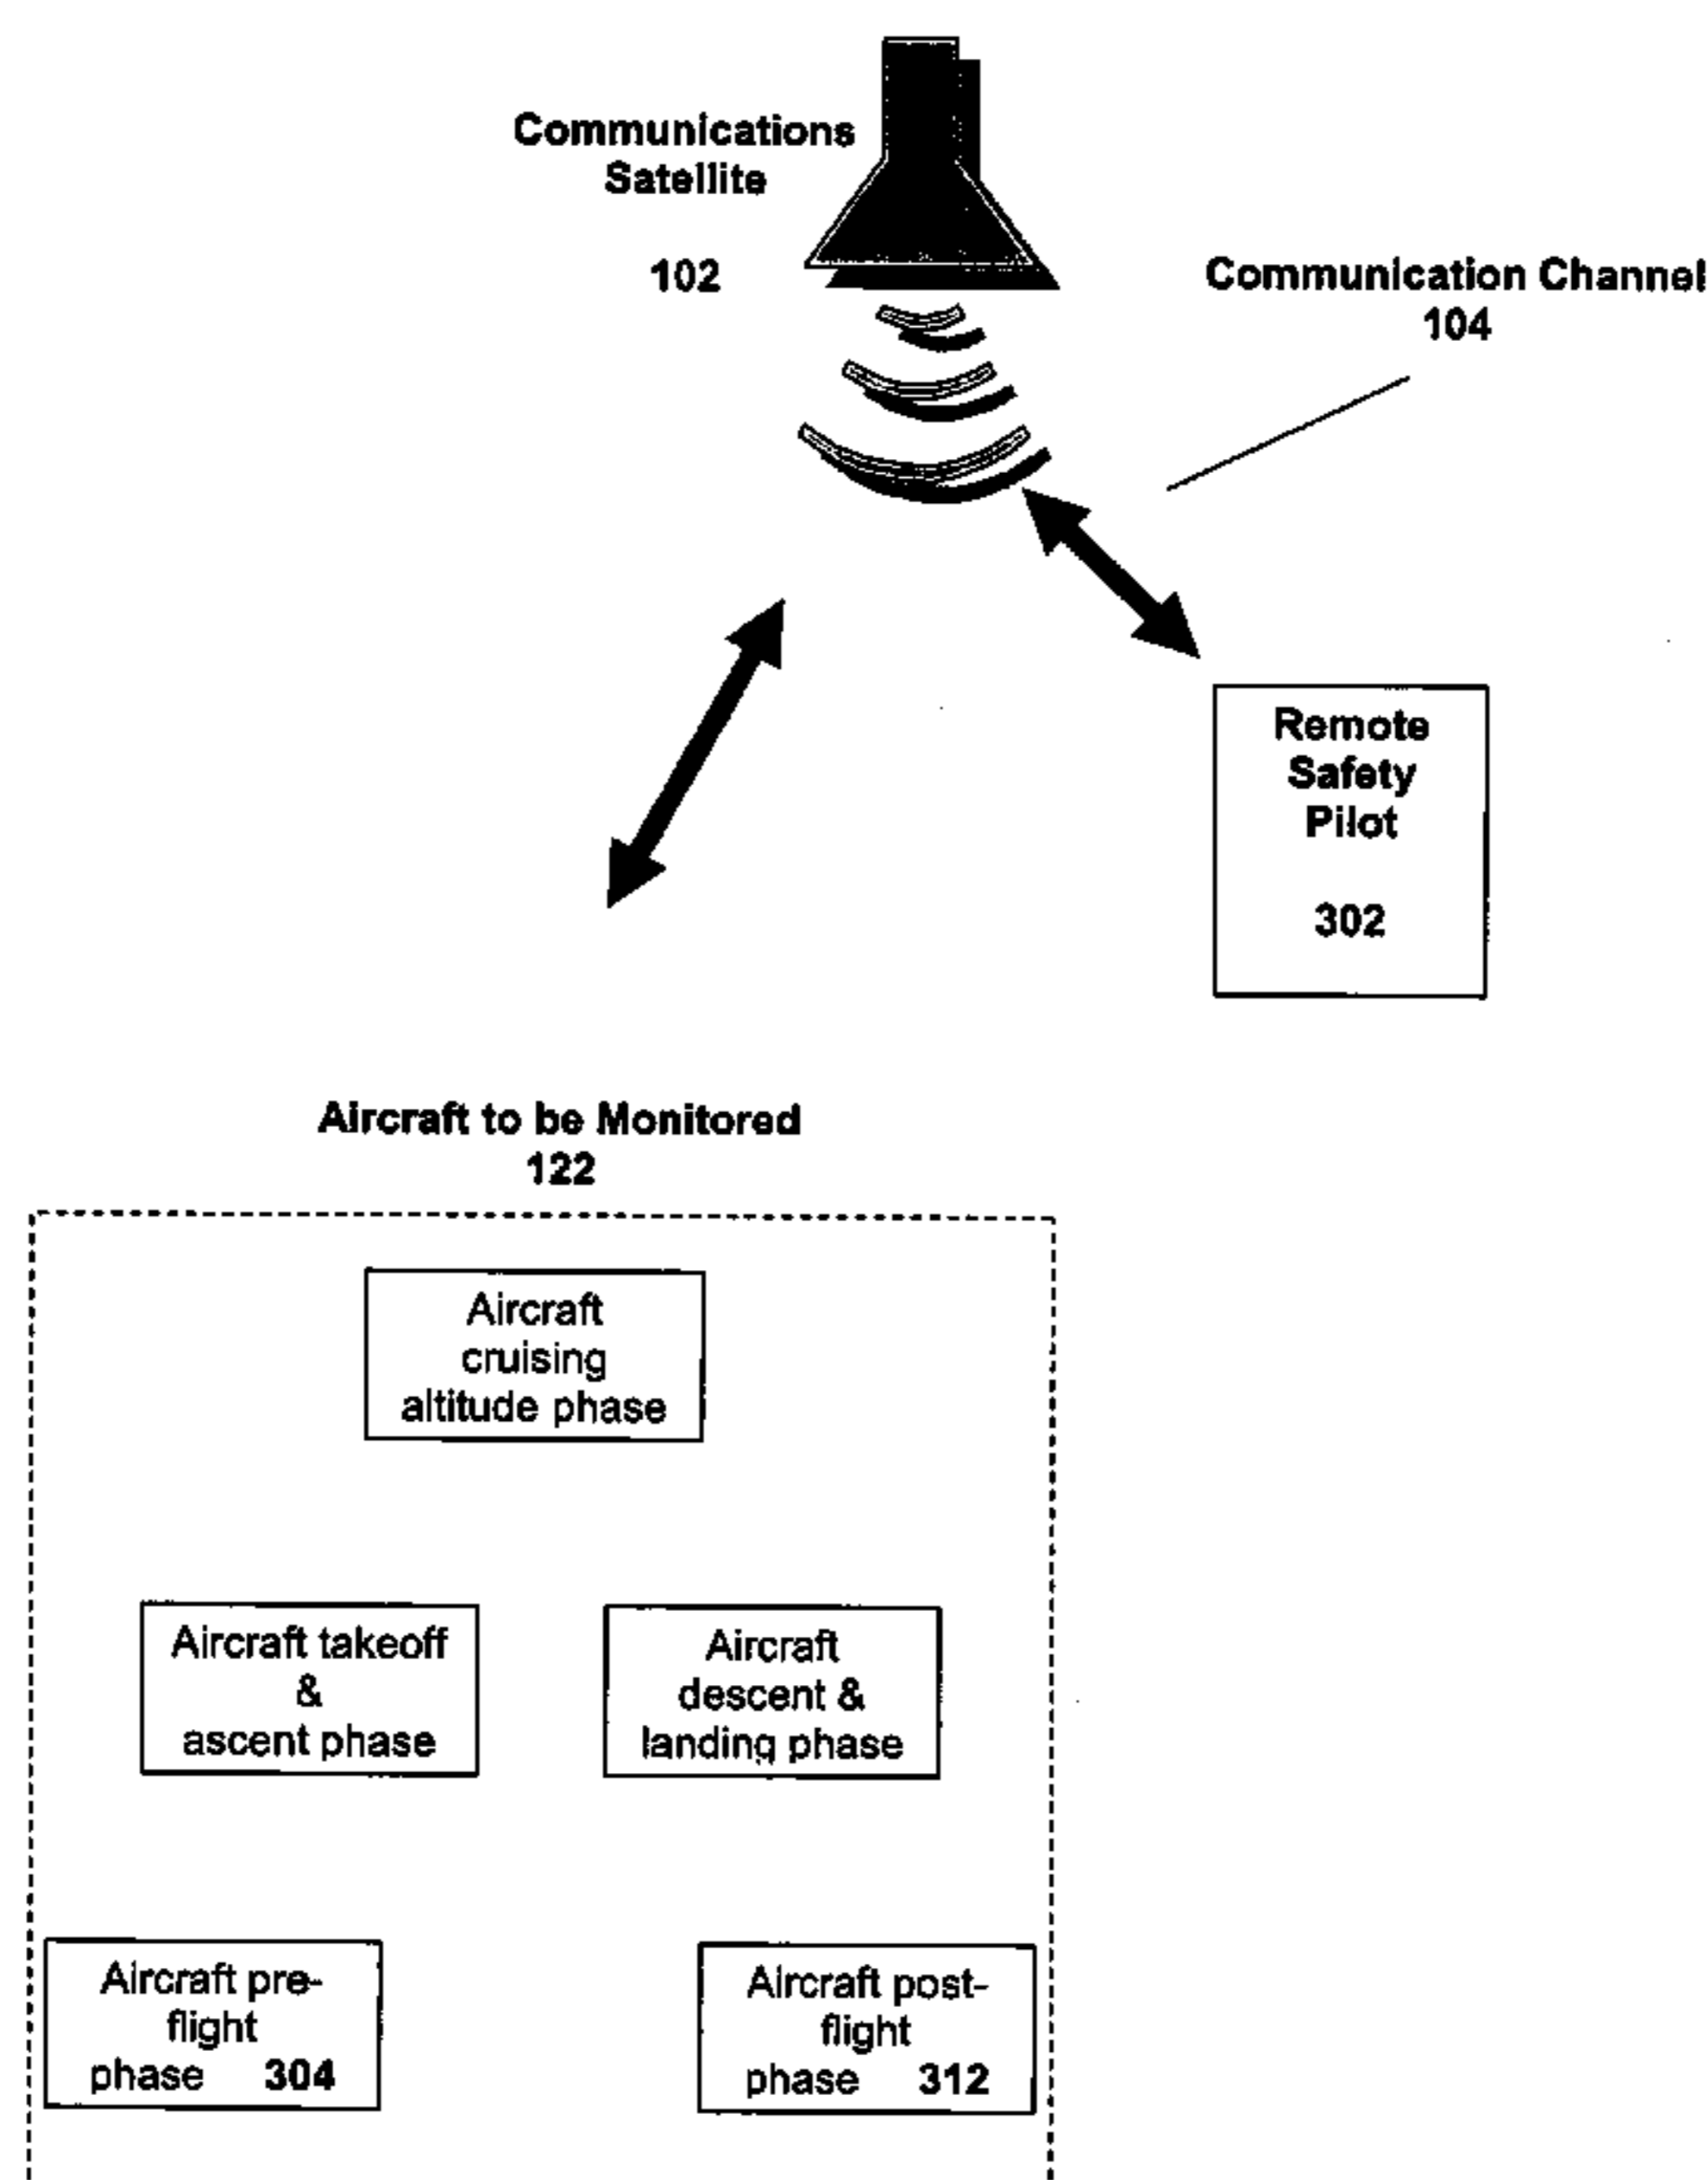 Communications
Satellite
102
Communication Channel
104
Remote
Safety
Pilot
302
Aircraft to be Monitored
122
Aircraft
cruising
altitude phase
Aircraft takeoff
&
ascent phase
Aircraft
descent &
landing phase
Aircraft pre-
flight
phase 304
Aircraft post-
flight
phase 312